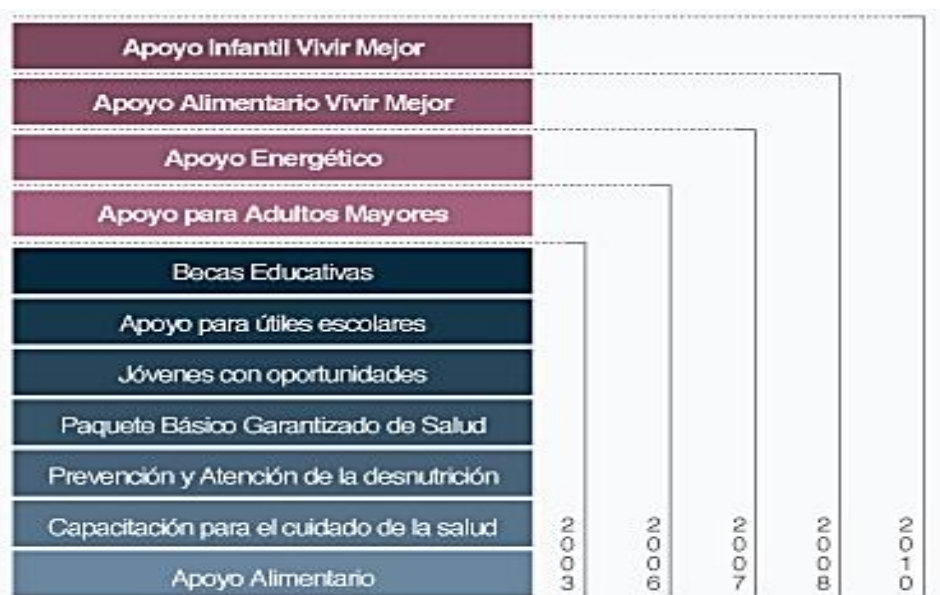 Apoyo Infantil Vivir Mejor
Apoyo Alimentario Vivir Mejor
Apoyo Energético
Apoyo para Adultos Mayores
Becas Educativas
Apoyo para útiles escolares
Jóvenes con oportunidades
Paquete Básico Garantizado de Salud
Prevención y Atención de la desnutrición
Capacitación para el cuidado de la salud
Apoyo Alimentario
2003
2006
2007
2008
2010